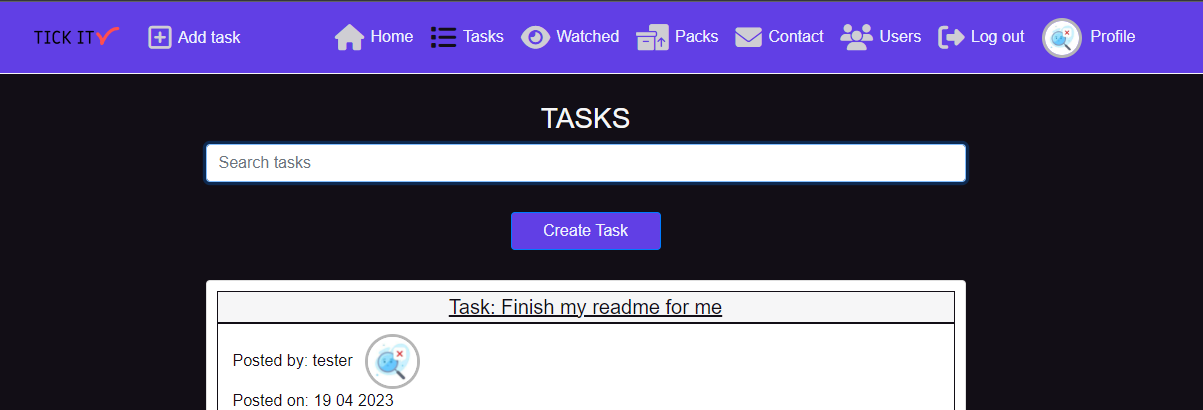 TICK IT Add task Home Tasks Watched Packs Contact Users Log out Profile
TASKS
Search tasks
Create Task
Task: Finish my readme for me
Posted by: tester
Posted on: 19 04 2023